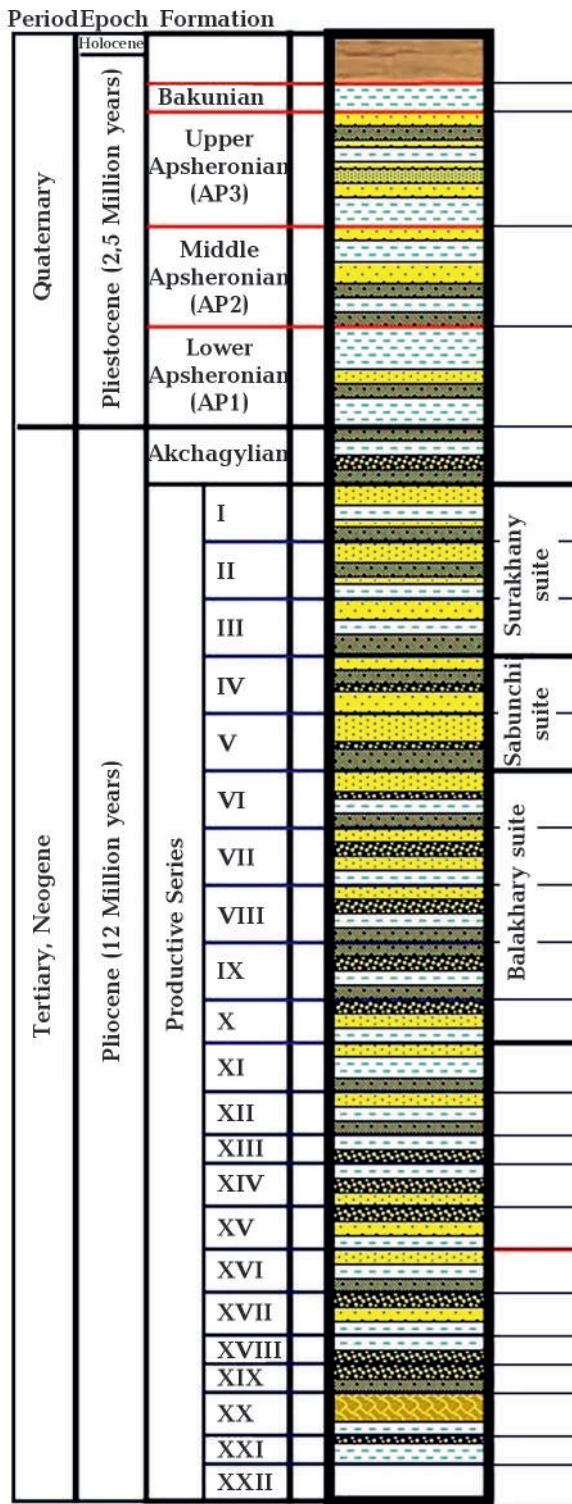 Period Epoch Formation
Holocene
Quaternary
Pliestocene (2,5 Million years)
Bakunian
Upper
Apsheronian
(AP3)
Middle
Apsheronian
(AP2)
Lower
Apsheronian
(AP1)
Tertiary, Neogene
Pliocene (12 Million years)
Akchagylian
Productive Series
I
II
III
IV
V
VI
VII
VIII
IX
X
XI
XII
XIII
XIV
XV
XVI
XVII
XVIII
XIX
XX
XXI
XXII
Surakhany
suite
Sabunchii
suite
Balakhary suite